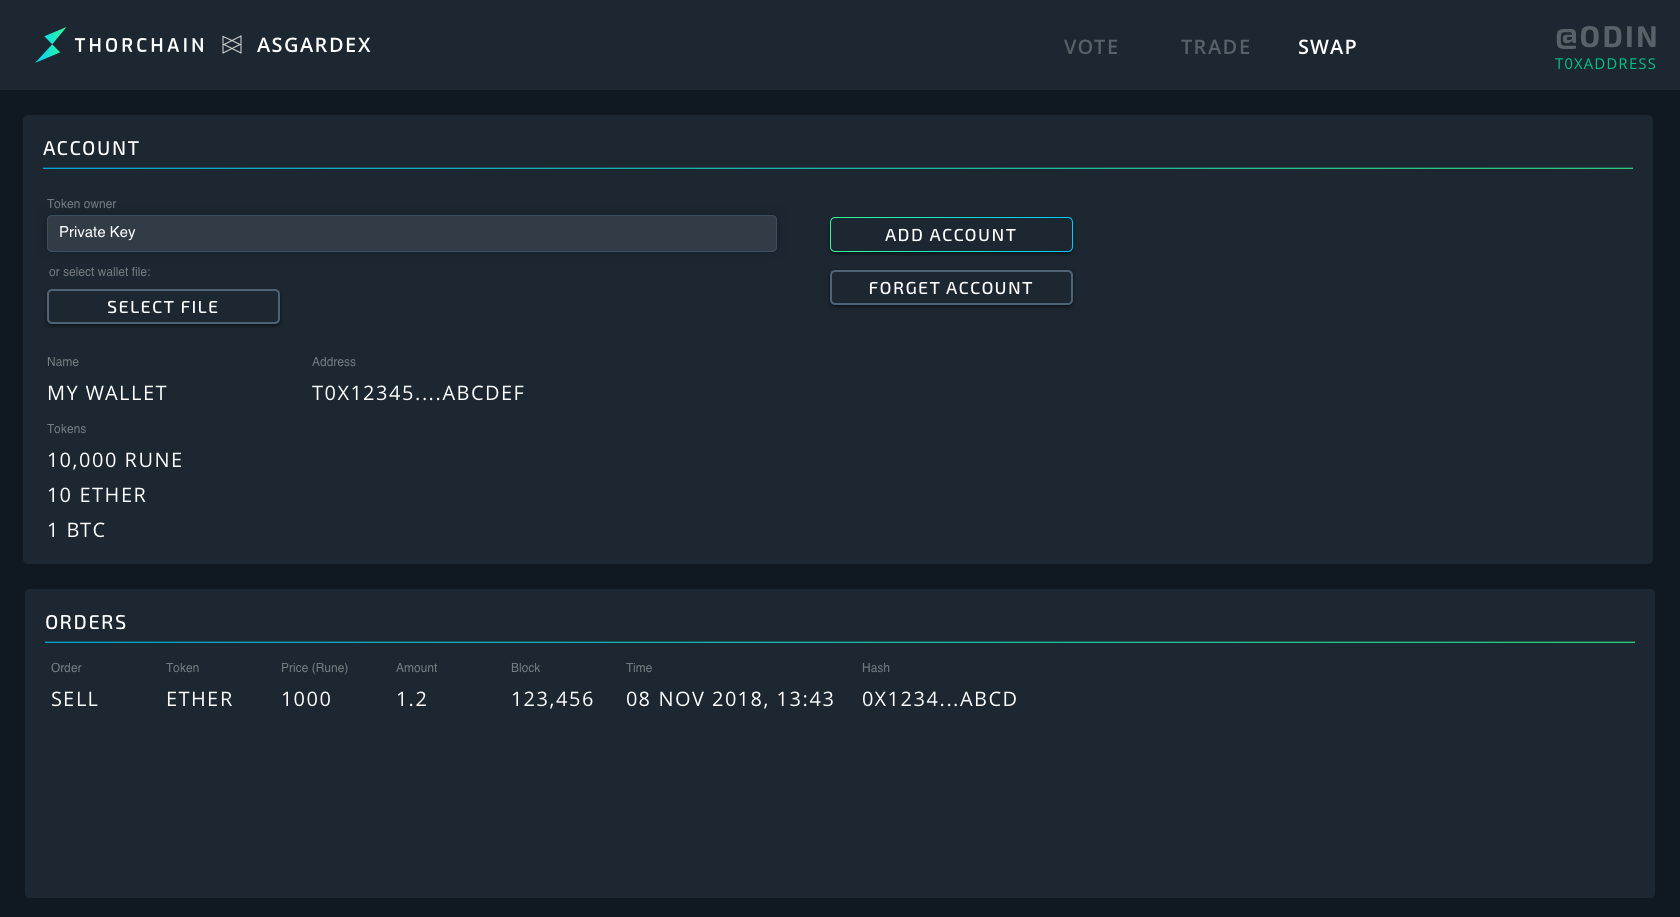 THORCHAIN ASGARDEX VOTE TRADE SWAP @ODIN
T0XADDRESS
ACCOUNT
Token owner
Private Key
ADD ACCOUNT
or select wallet file:
FORGET ACCOUNT
SELECT FILE
Name Address
MY WALLET T0X12345....ABCDEF
Tokens
10,000 RUNE
10 ETHER
1 BTC
ORDERS
Order Token Price (Rune) Amount Block Time Hash
SELL ETHER 1000 1.2 123,456 08 NOV 2018, 13:43 0X1234...ABCD